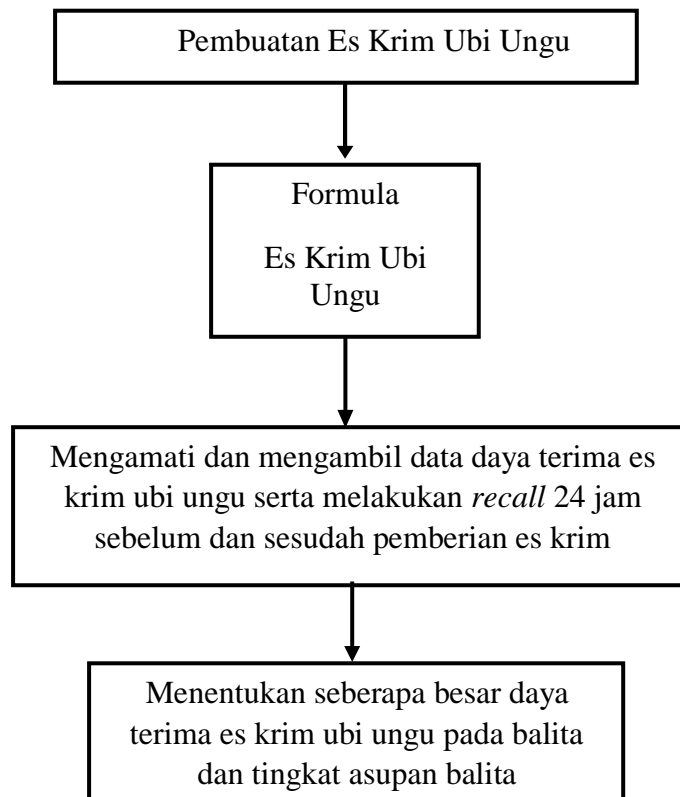 Pembuatan Es Krim Ubi Ungu
Formula
Es Krim Ubi
Ungu
Mengamati dan mengambil data daya terima es
krim ubi ungu serta melakukan recall 24 jam
sebelum dan sesudah pemberian es krim
Menentukan seberapa besar daya
terima es krim ubi ungu pada balita
dan tingkat asupan balita